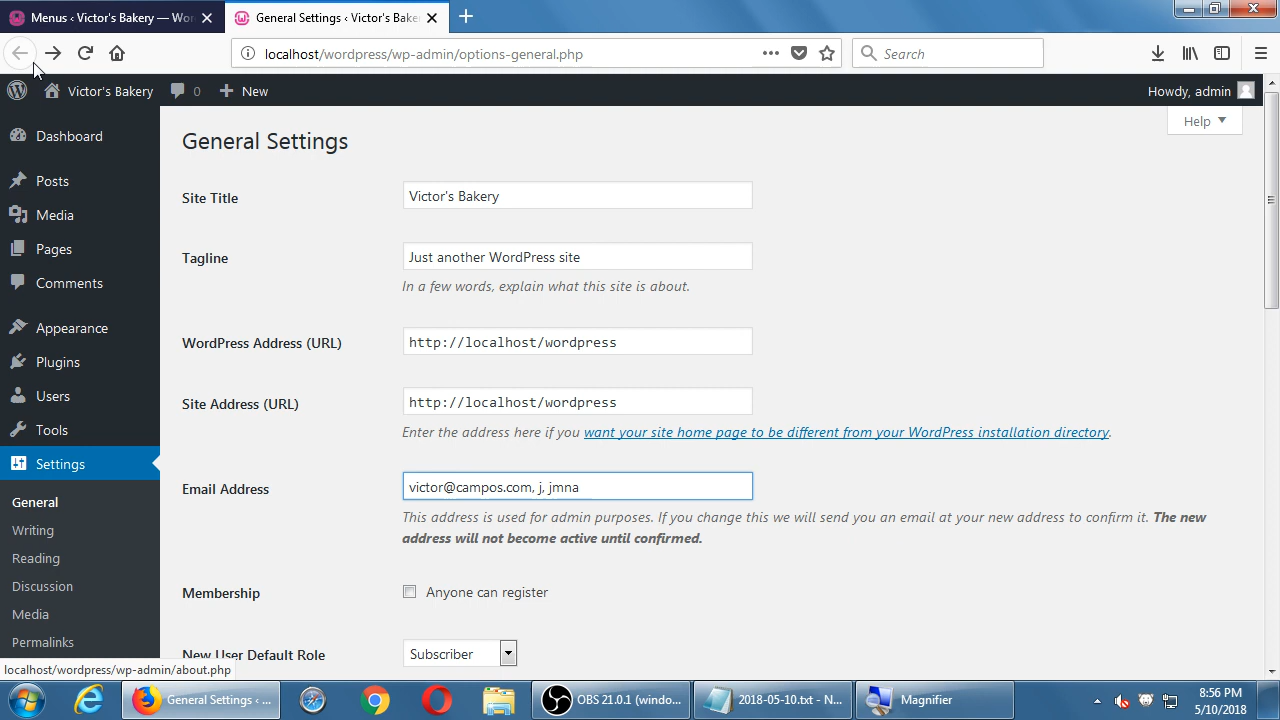 Menus ‹ Victor's Bakery — Wor
General Settings ‹ Victor's Baker
localhost/wordpress/wp-admin/options-general.php
Search
Victor's Bakery
0
New
Howdy, admin
Help
Dashboard
Posts
Media
Pages
Comments
Appearance
Plugins
Users
Tools
Settings
General
Writing
Reading
Discussion
Media
Permalinks
General Settings
Site Title
Victor's Bakery
Tagline
Just another WordPress site
In a few words, explain what this site is about.
WordPress Address (URL)
http://localhost/wordpress
Site Address (URL)
http://localhost/wordpress
Enter the address here if you want your site home page to be different from your WordPress installation directory.
Email Address
victor@campos.com, j, jmna
This address is used for admin purposes. If you change this we will send you an email at your new address to confirm it. The new
address will not become active until confirmed.
Membership
Anyone can register
New User Default Role
Subscriber
localhost/wordpress/wp-admin/about.php
General Settings ‹ ...
OBS 21.0.1 (windo...
2018-05-10.txt - N...
Magnifier
8:56 PM
5/10/2018